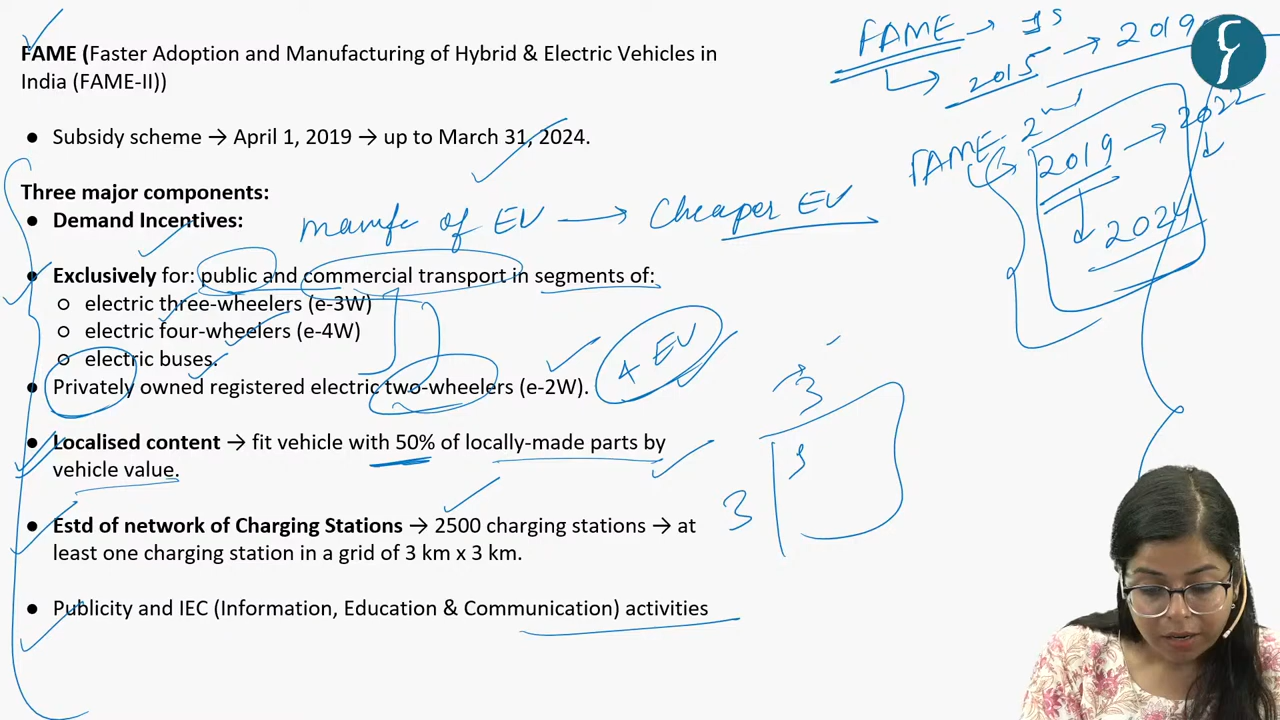 FAME (Faster Adoption and Manufacturing of Hybrid & Electric Vehicles in
India (FAME-II))
● Subsidy scheme → April 1, 2019 → up to March 31, 2024.
Three major components:
● Demand Incentives:
manufc of EV → Cheaper EV
● Exclusively for: public and commercial transport in segments of:
○ electric three-wheelers (e-3W)
○ electric four-wheelers (e-4W)
○ electric buses.
● Privately owned registered electric two-wheelers (e-2W).
● Localised content → fit vehicle with 50% of locally-made parts by
vehicle value.
● Estd of network of Charging Stations → 2500 charging stations → at
least one charging station in a grid of 3 km x 3 km.
● Publicity and IEC (Information, Education & Communication) activities
FAME →
2015 → 2019
FAME 2nd
2019 → 2022
2024
EV
3
3